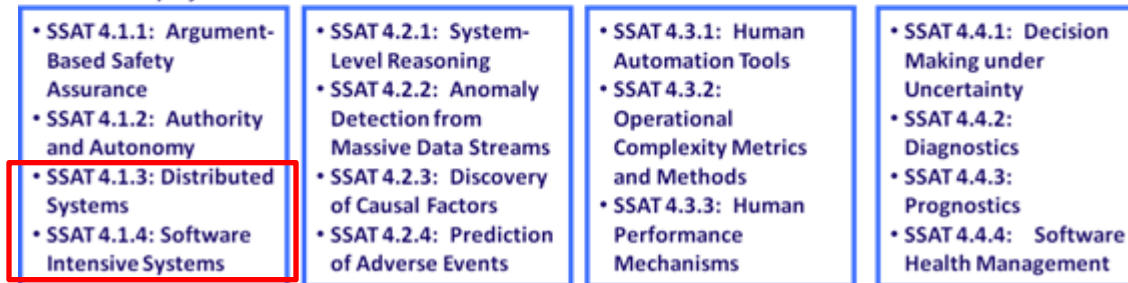 • SSAT 4.1.1: Argument-
Based Safety
Assurance
• SSAT 4.1.2: Authority
and Autonomy
• SSAT 4.1.3: Distributed
Systems
• SSAT 4.1.4: Software
Intensive Systems
• SSAT 4.2.1: System-
Level Reasoning
• SSAT 4.2.2: Anomaly
Detection from
Massive Data Streams
• SSAT 4.2.3: Discovery
of Causal Factors
• SSAT 4.2.4: Prediction
of Adverse Events
• SSAT 4.3.1: Human
Automation Tools
• SSAT 4.3.2:
Operational
Complexity Metrics
and Methods
• SSAT 4.3.3: Human
Performance
Mechanisms
• SSAT 4.4.1: Decision
Making under
Uncertainty
• SSAT 4.4.2:
Diagnostics
• SSAT 4.4.3:
Prognostics
• SSAT 4.4.4: Software
Health Management